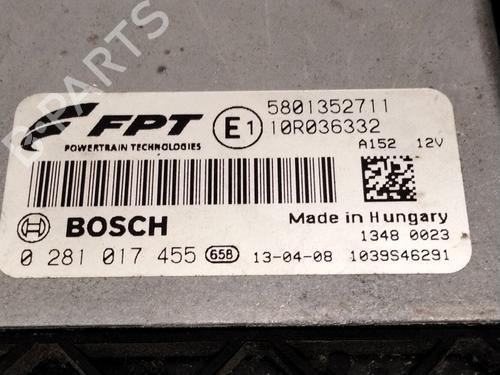 B-PARTS
FPT
POWERTRAIN TECHNOLOGIES
E1
5801352711
10R036332
A152 12V
BOSCH
Made in Hungary
1348 0023
0 281 017 455 658 13-04-08 1039S46291